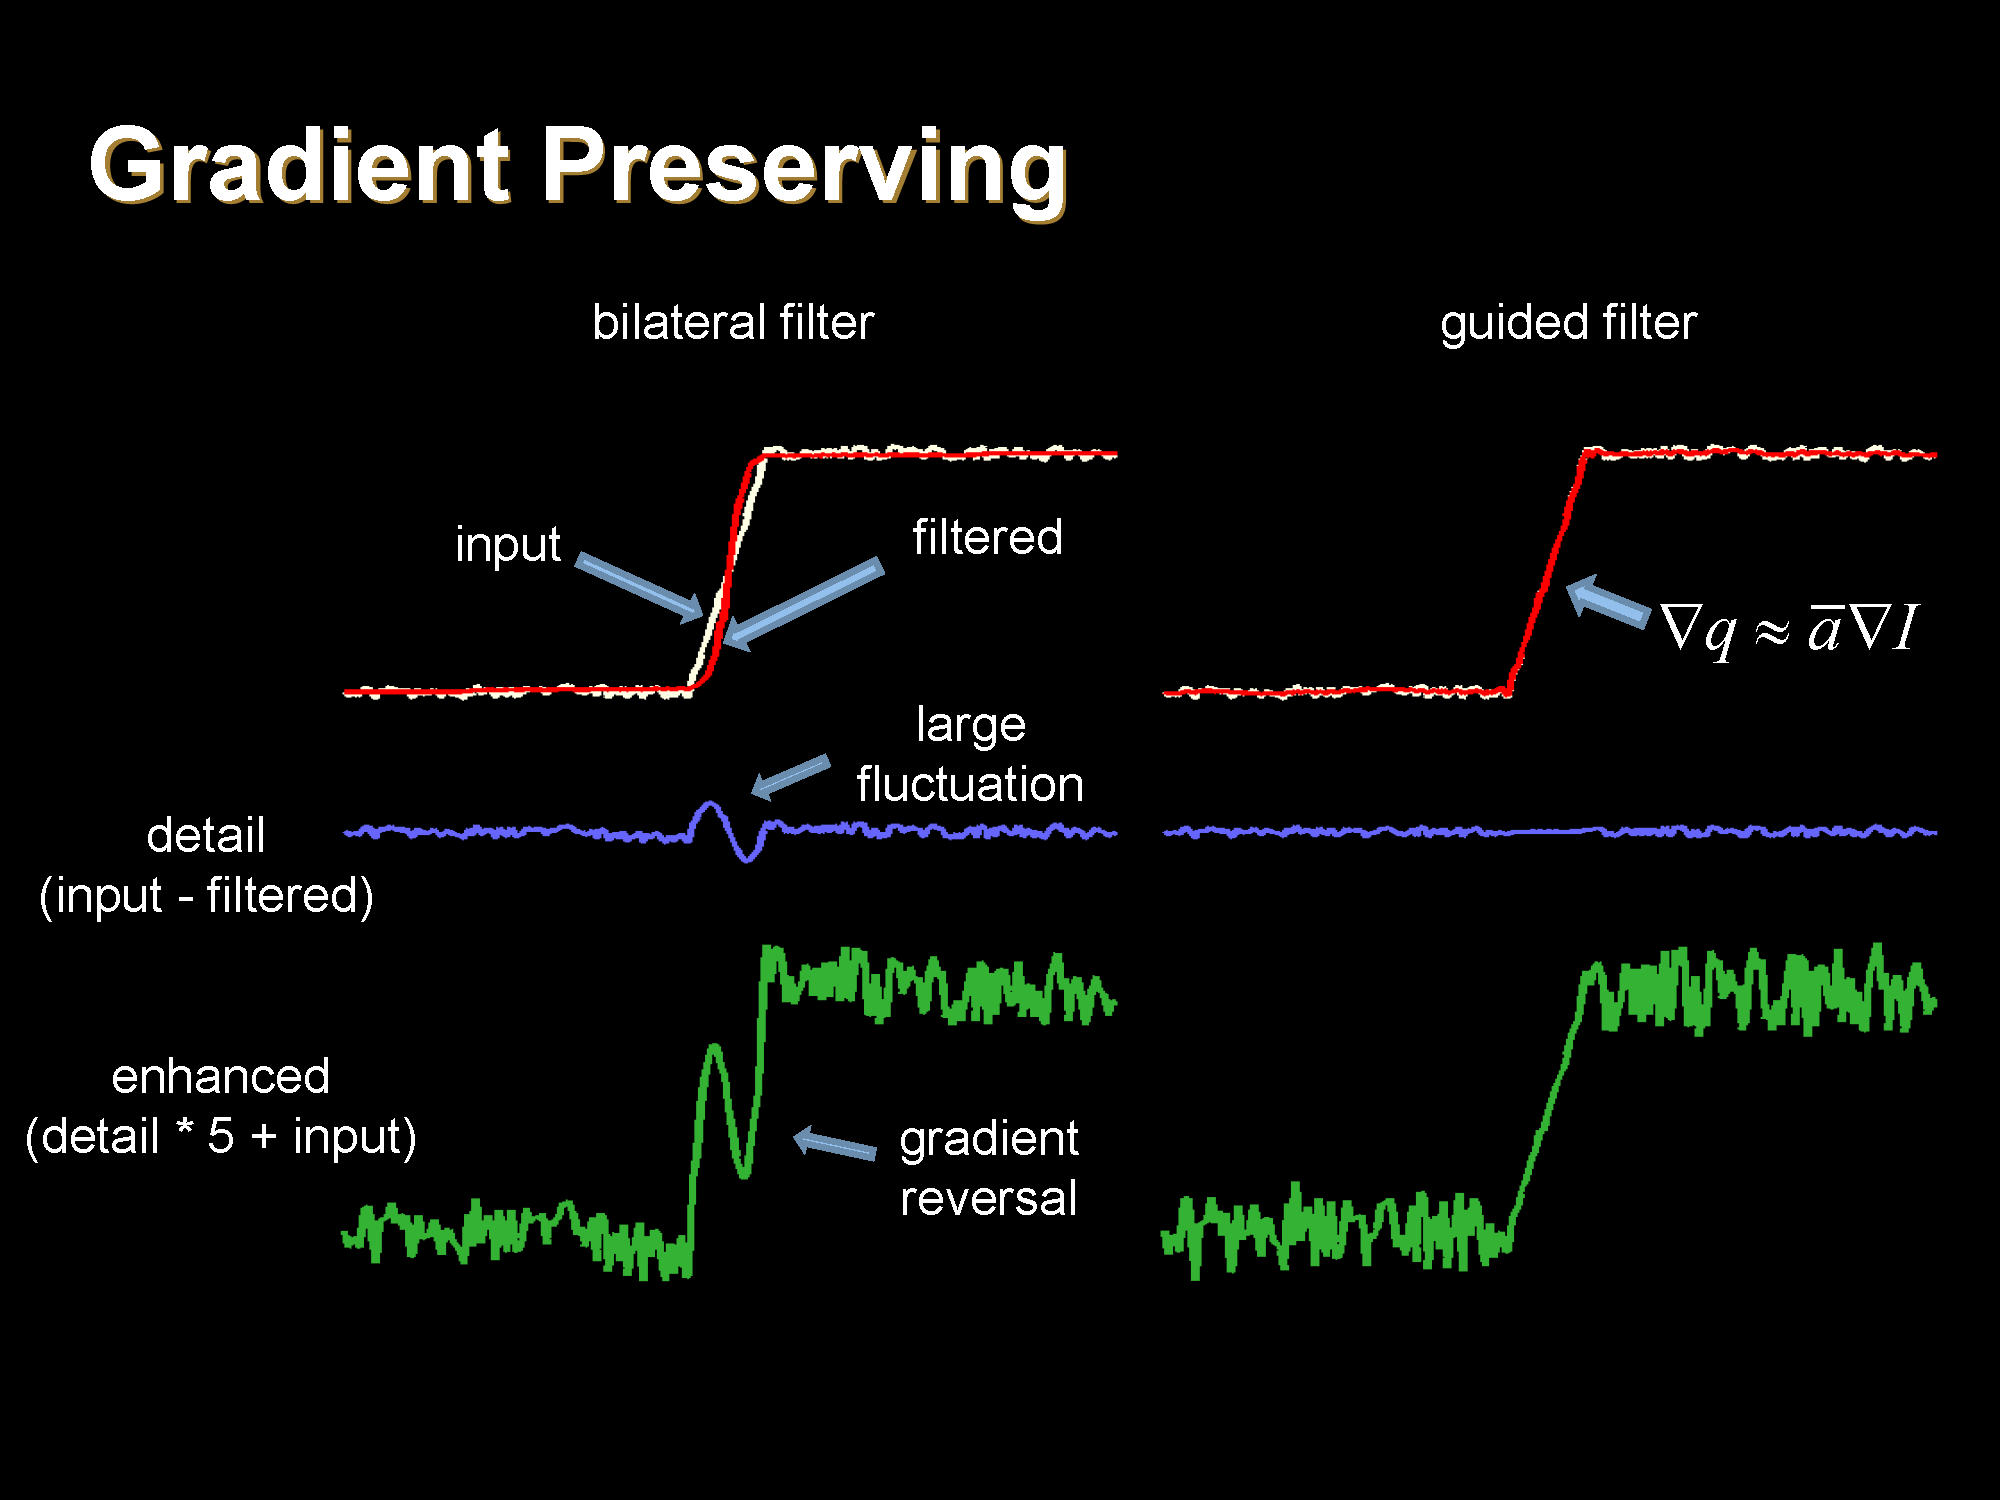 Gradient Preserving
bilateral filter
guided filter
input
filtered
∇q ≈ a̅∇I
large
fluctuation
detail
(input - filtered)
enhanced
(detail * 5 + input)
gradient
reversal